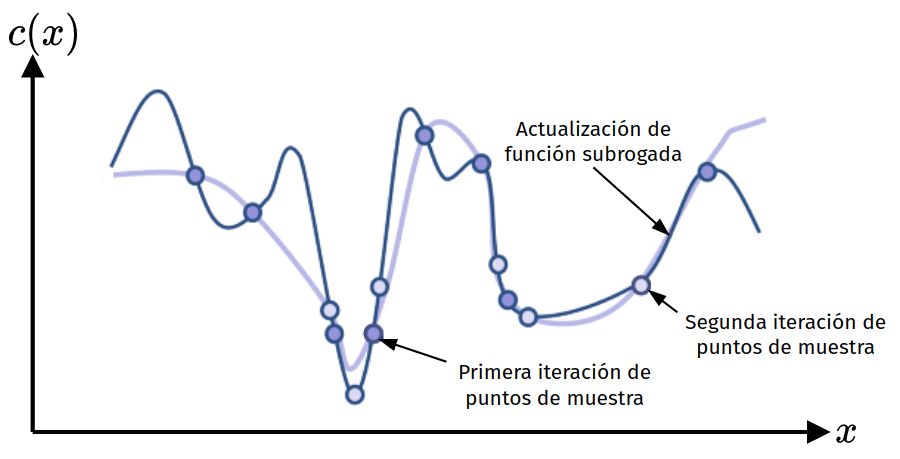 c(x)
Actualización de
función subrogada
Segunda iteración de
puntos de muestra
Primera iteración de
puntos de muestra
x